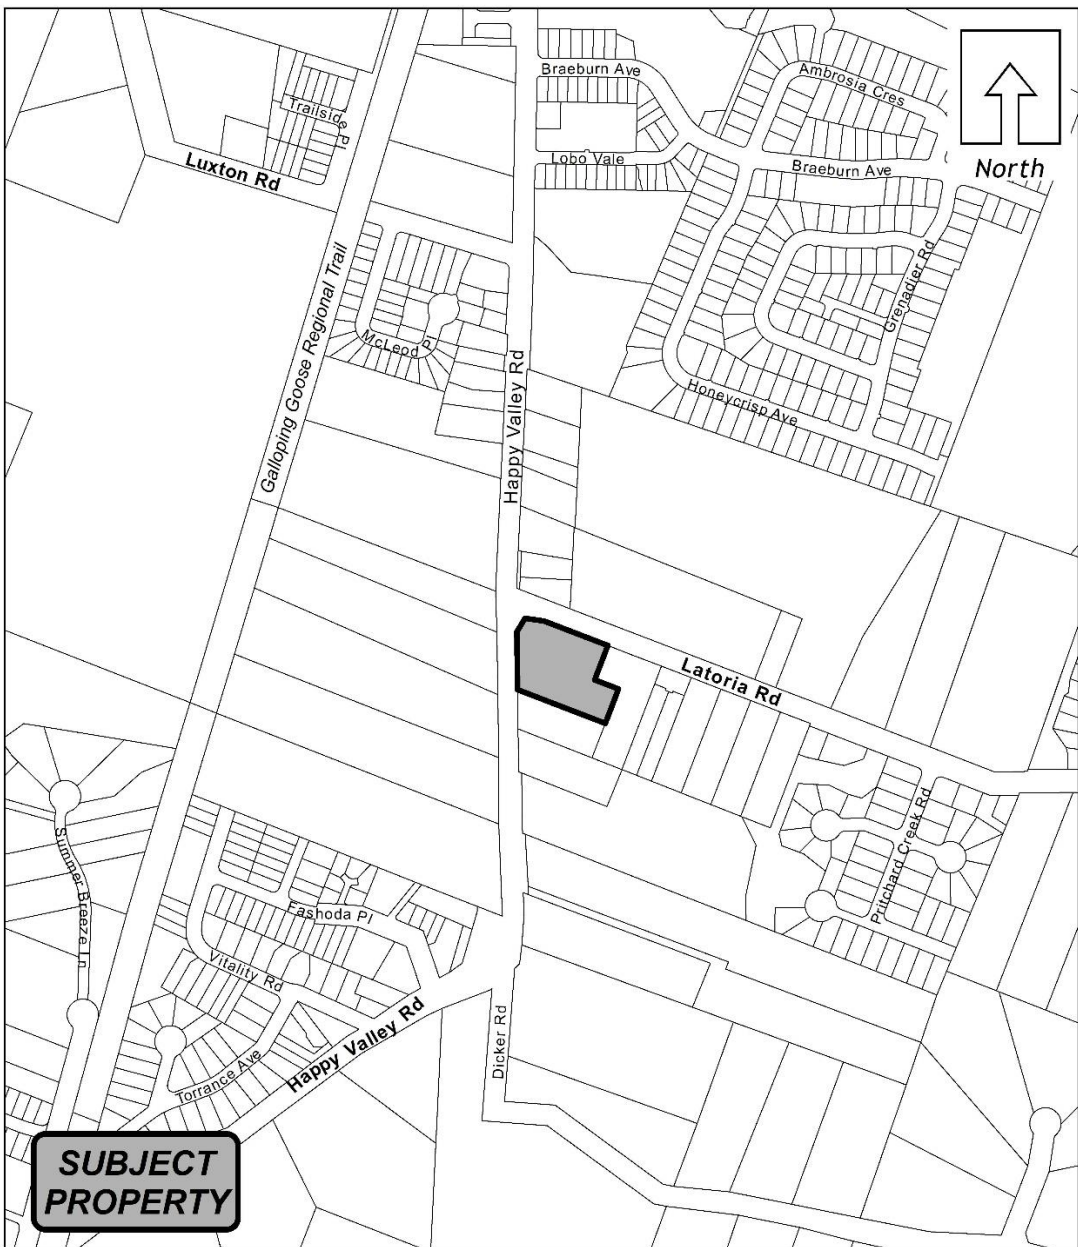 Braeburn Ave
Ambrosia Cres
Trailside Pl
Lobo Vale
Luxton Rd
Braeburn Ave
North
Grenadier Rd
Galloping Goose Regional Trail
McLeod Pl
Happy Valley Rd
Honeycrisp Ave
Latoria Rd
Summer Breeze Ln
Pritchard Creek Rd
Fashoda Pl
Vitality Rd
Happy Valley Rd
Dicker Rd
Torrance Ave
SUBJECT
PROPERTY